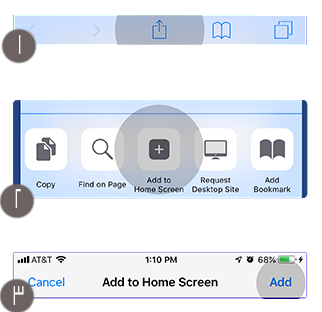 ١
Copy
Find on Page
Add to Home Screen
Request Desktop Site
Add Bookmark
٢
AT&T 1:10 PM 68%
Cancel Add to Home Screen Add
٣